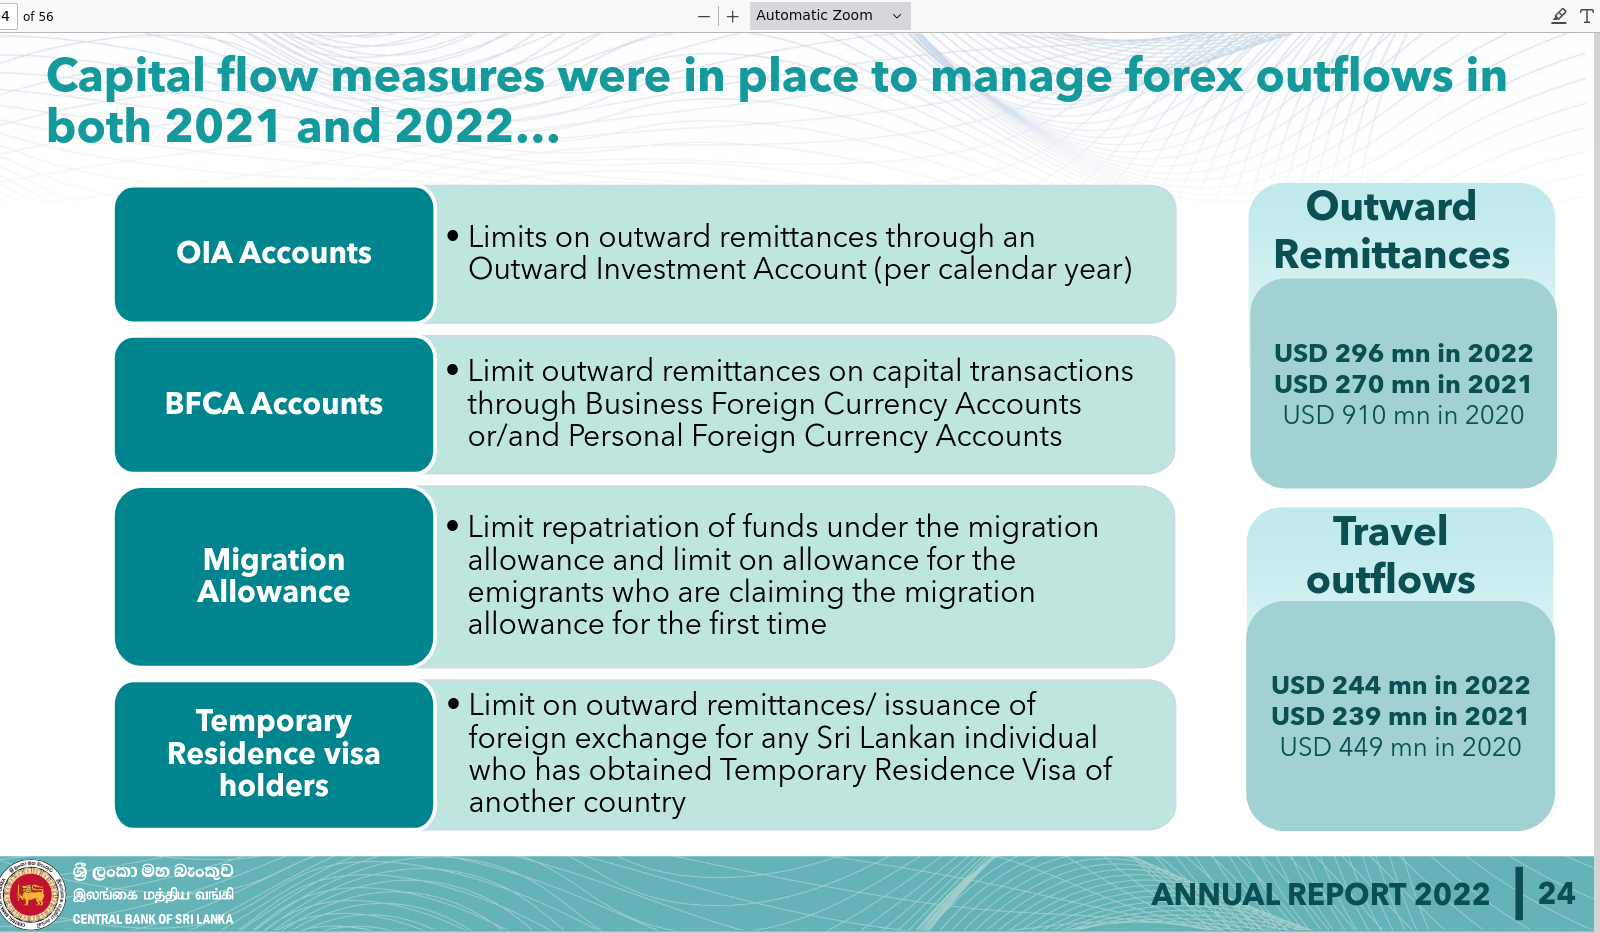 4 of 56
Automatic Zoom
Capital flow measures were in place to manage forex outflows in
both 2021 and 2022...
OIA Accounts
• Limits on outward remittances through an
Outward Investment Account (per calendar year)
BFCA Accounts
• Limit outward remittances on capital transactions
through Business Foreign Currency Accounts
or/and Personal Foreign Currency Accounts
Migration
Allowance
• Limit repatriation of funds under the migration
allowance and limit on allowance for the
emigrants who are claiming the migration
allowance for the first time
Temporary
Residence visa
holders
• Limit on outward remittances/ issuance of
foreign exchange for any Sri Lankan individual
who has obtained Temporary Residence Visa of
another country
Outward
Remittances
USD 296 mn in 2022
USD 270 mn in 2021
USD 910 mn in 2020
Travel
outflows
USD 244 mn in 2022
USD 239 mn in 2021
USD 449 mn in 2020
ශ්‍රී ලංකා මහ බැංකුව
இலங்கை மத்திய வங்கி
CENTRAL BANK OF SRI LANKA
ANNUAL REPORT 2022
24